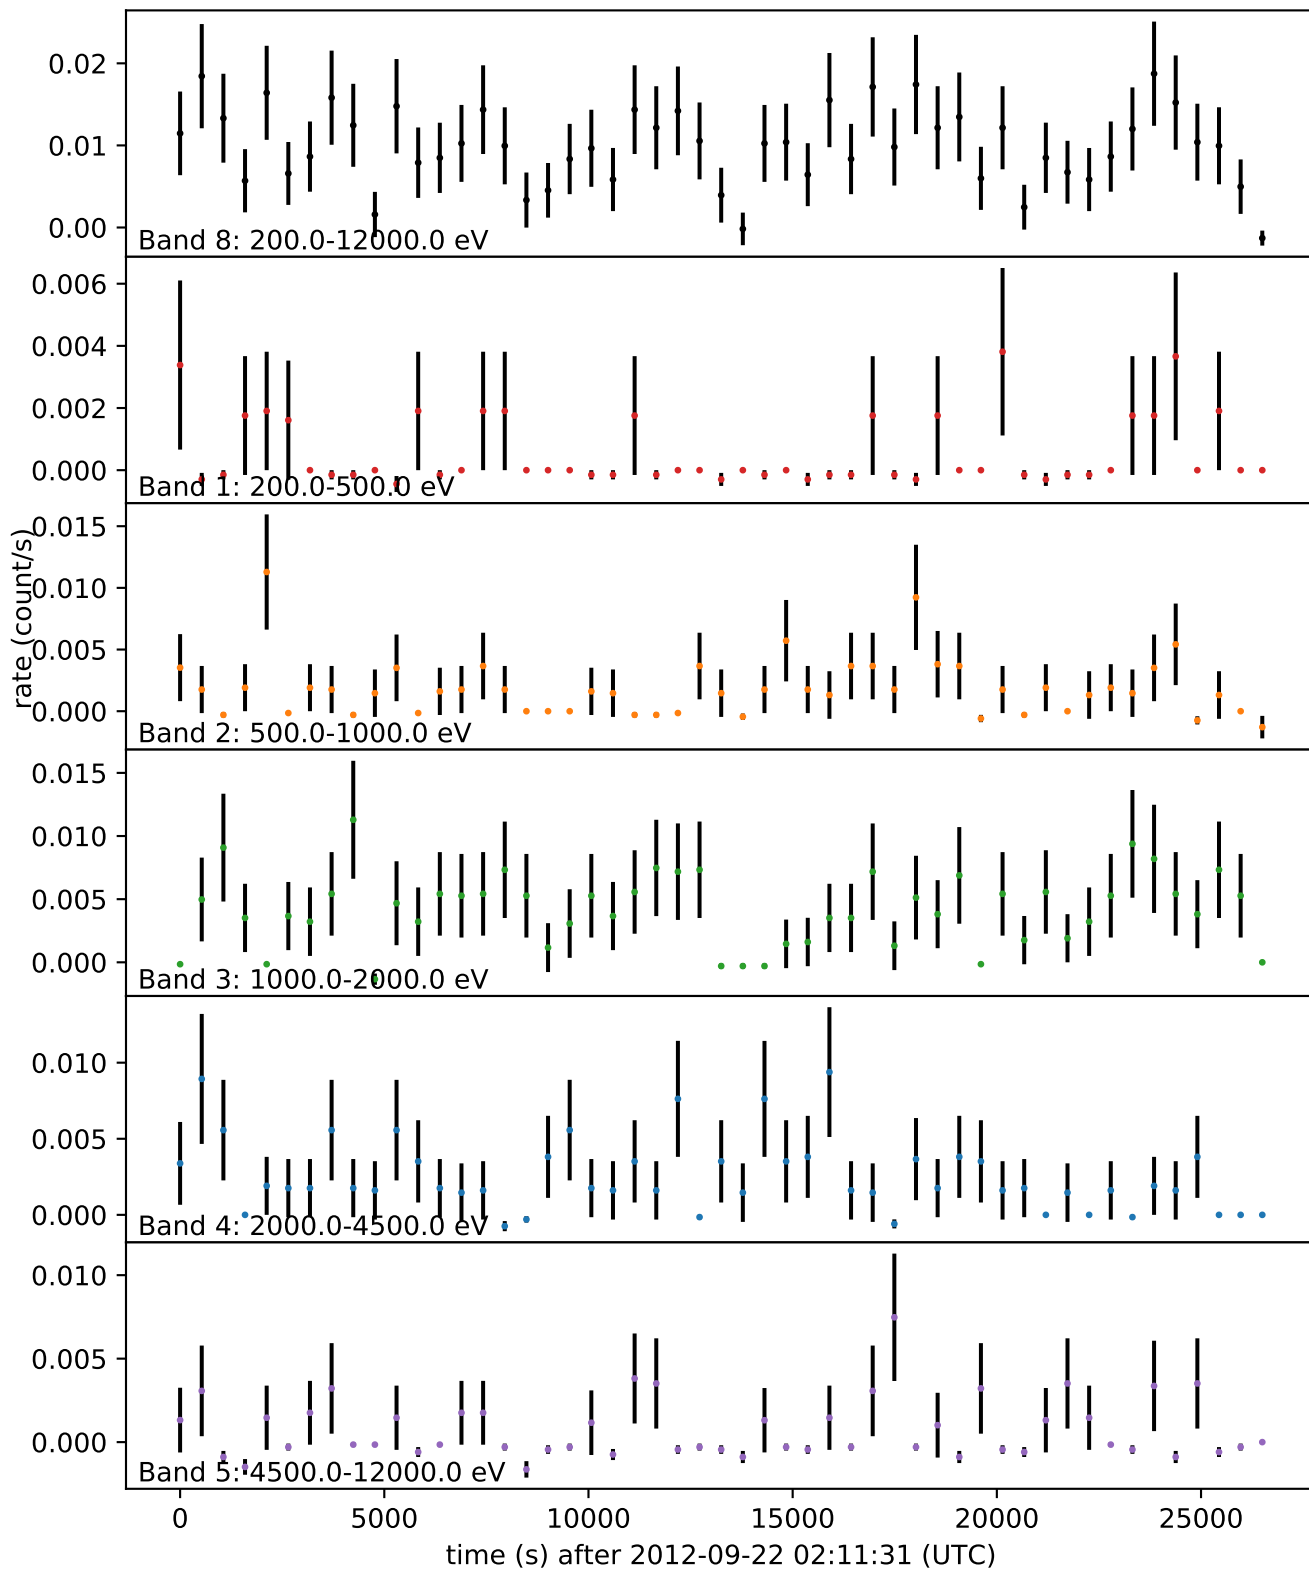 0.02
0.01
0.00
Band 8: 200.0-12000.0 eV
0.006
0.004
0.002
0.000
Band 1: 200.0-500.0 eV
rate (count/s)
0.015
0.010
0.005
0.000
Band 2: 500.0-1000.0 eV
0.015
0.010
0.005
0.000
Band 3: 1000.0-2000.0 eV
0.010
0.005
0.000
Band 4: 2000.0-4500.0 eV
0.010
0.005
0.000
Band 5: 4500.0-12000.0 eV
0 5000 10000 15000 20000 25000
time (s) after 2012-09-22 02:11:31 (UTC)